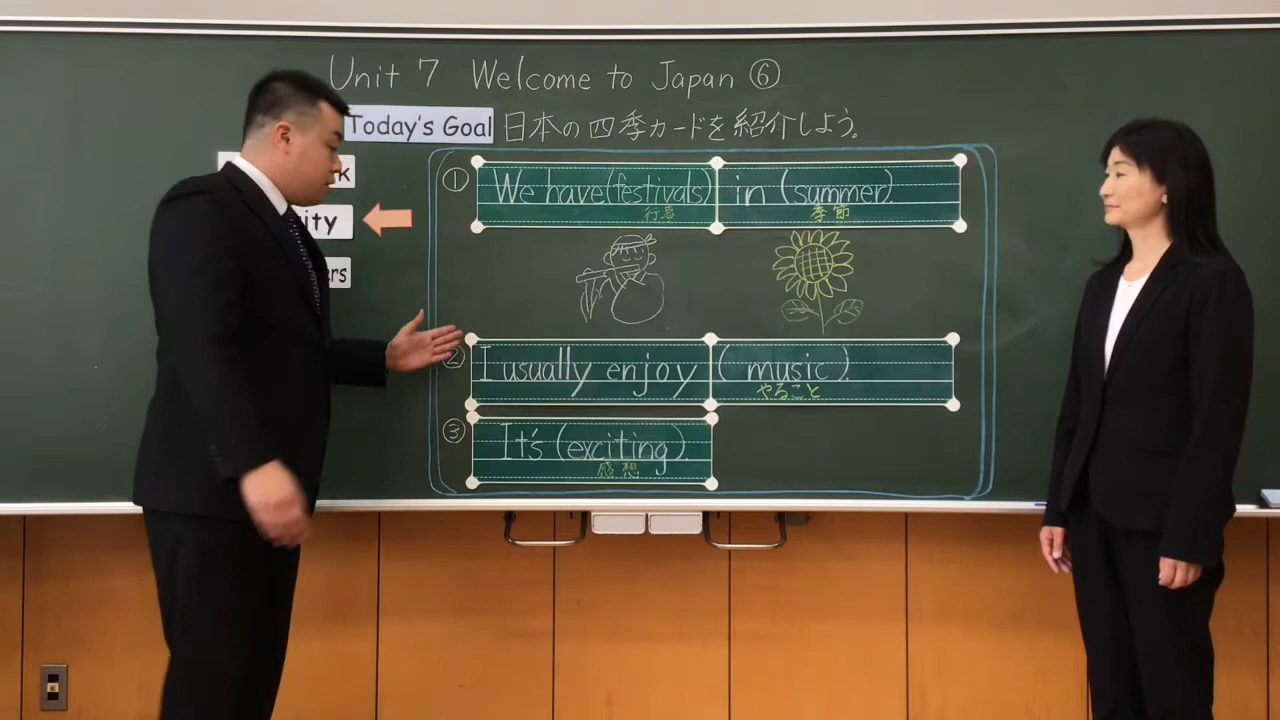 Unit 7 Welcome to Japan ⑥
Today's Goal 日本の四季カードを紹介しよう。
① We have (festivals) in (summer).
行事 季節
② I usually enjoy (music).
やること
③ It's (exciting).
感想